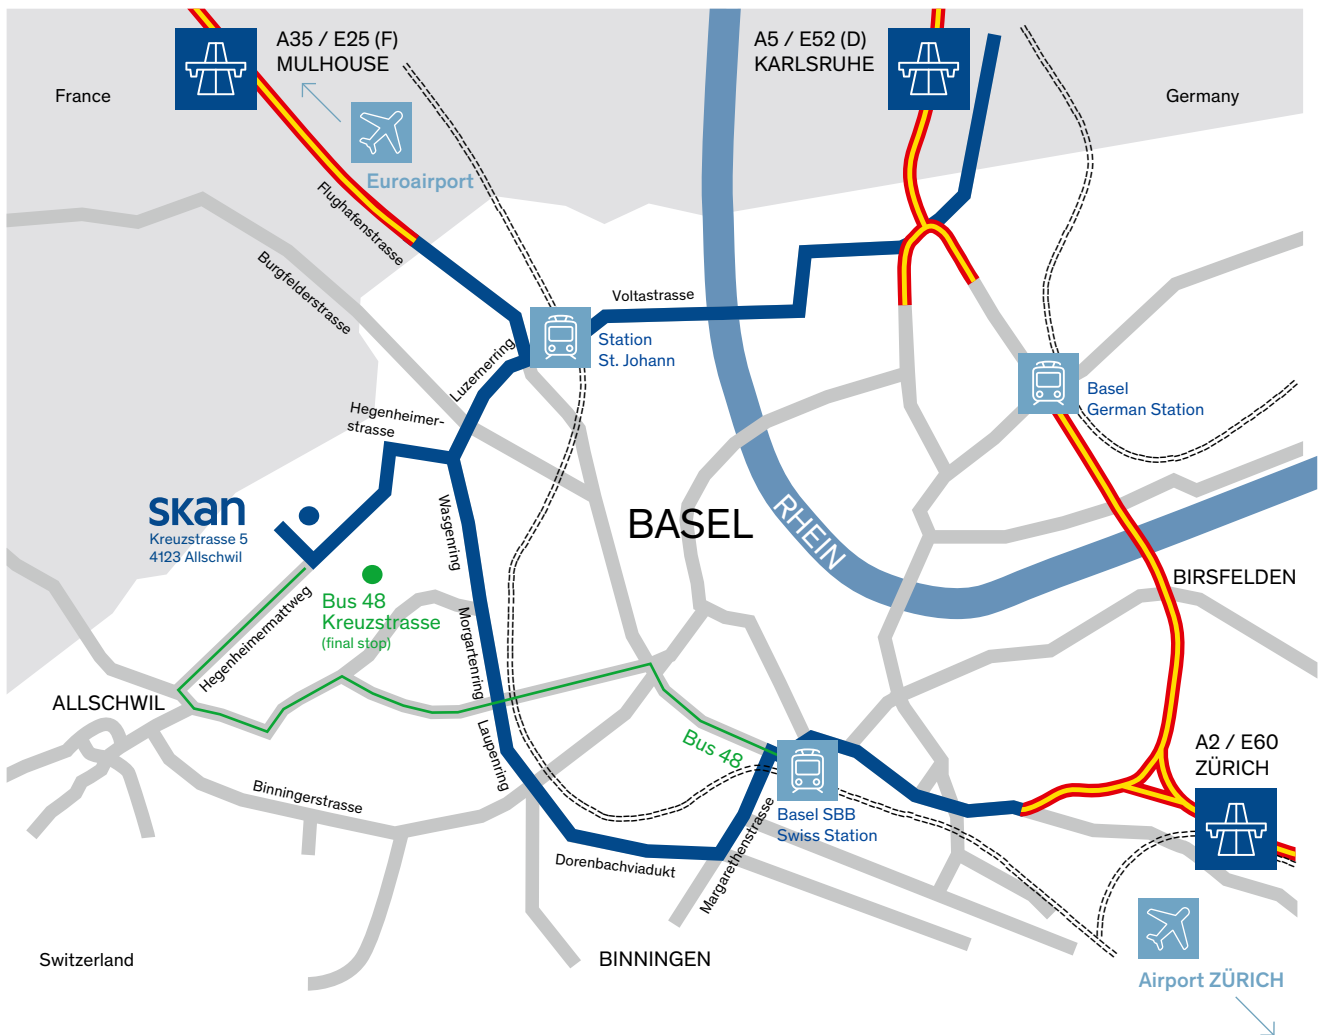 A35 / E25 (F)
MULHOUSE
A5 / E52 (D)
KARLSRUHE
France
Germany
Euroairport
Flughafenstrasse
Burgfelderstrasse
Voltastrasse
Station
St. Johann
Luzernerring
Basel
German Station
Hegenheimer-
strasse
skan
Kreuzstrasse 5
4123 Allschwil
Wasgenring
BASEL
RHEIN
BIRSFELDEN
Bus 48
Kreuzstrasse
(final stop)
Hegenheimermattweg
Morgartenring
ALLSCHWIL
Laupenring
Bus 48
A2 / E60
ZÜRICH
Binningerstrasse
Basel SBB
Swiss Station
Margarethenstrasse
Dorenbachviadukt
Switzerland
BINNINGEN
Airport ZÜRICH